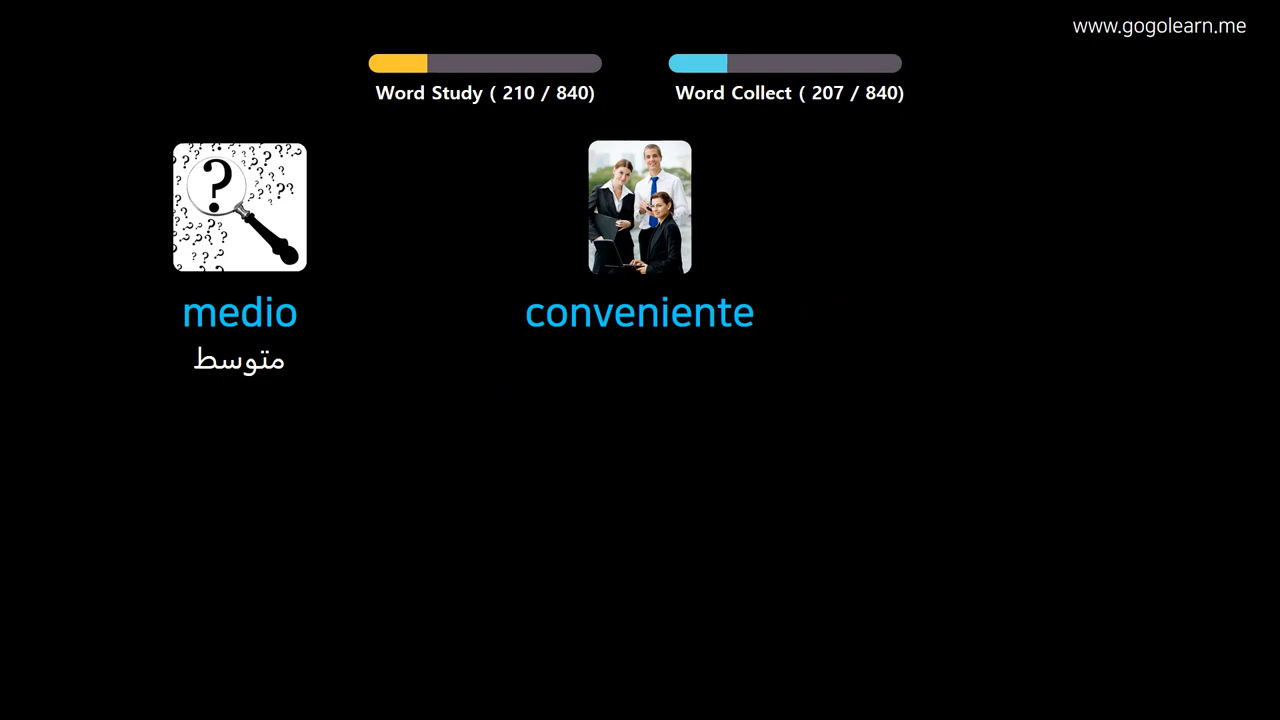 www.gogolearn.me
Word Study ( 210 / 840)
Word Collect ( 207 / 840)
medio
conveniente
متوسط